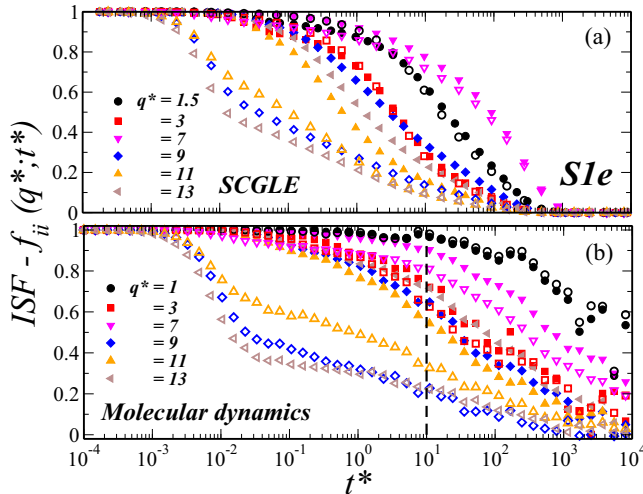 1
0.8
0.6
0.4
0.2
0
(a)
q* = 1.5
= 3
= 7
= 9
= 11
= 13
SCGLE
S1e
ISF - f_ii (q*;t*)
1
0.8
0.6
0.4
0.2
0
(b)
q* = 1
= 3
= 7
= 9
= 11
= 13
Molecular dynamics
10^-4 10^-3 10^-2 10^-1 10^0 10^1 10^2 10^3 10^4
t*